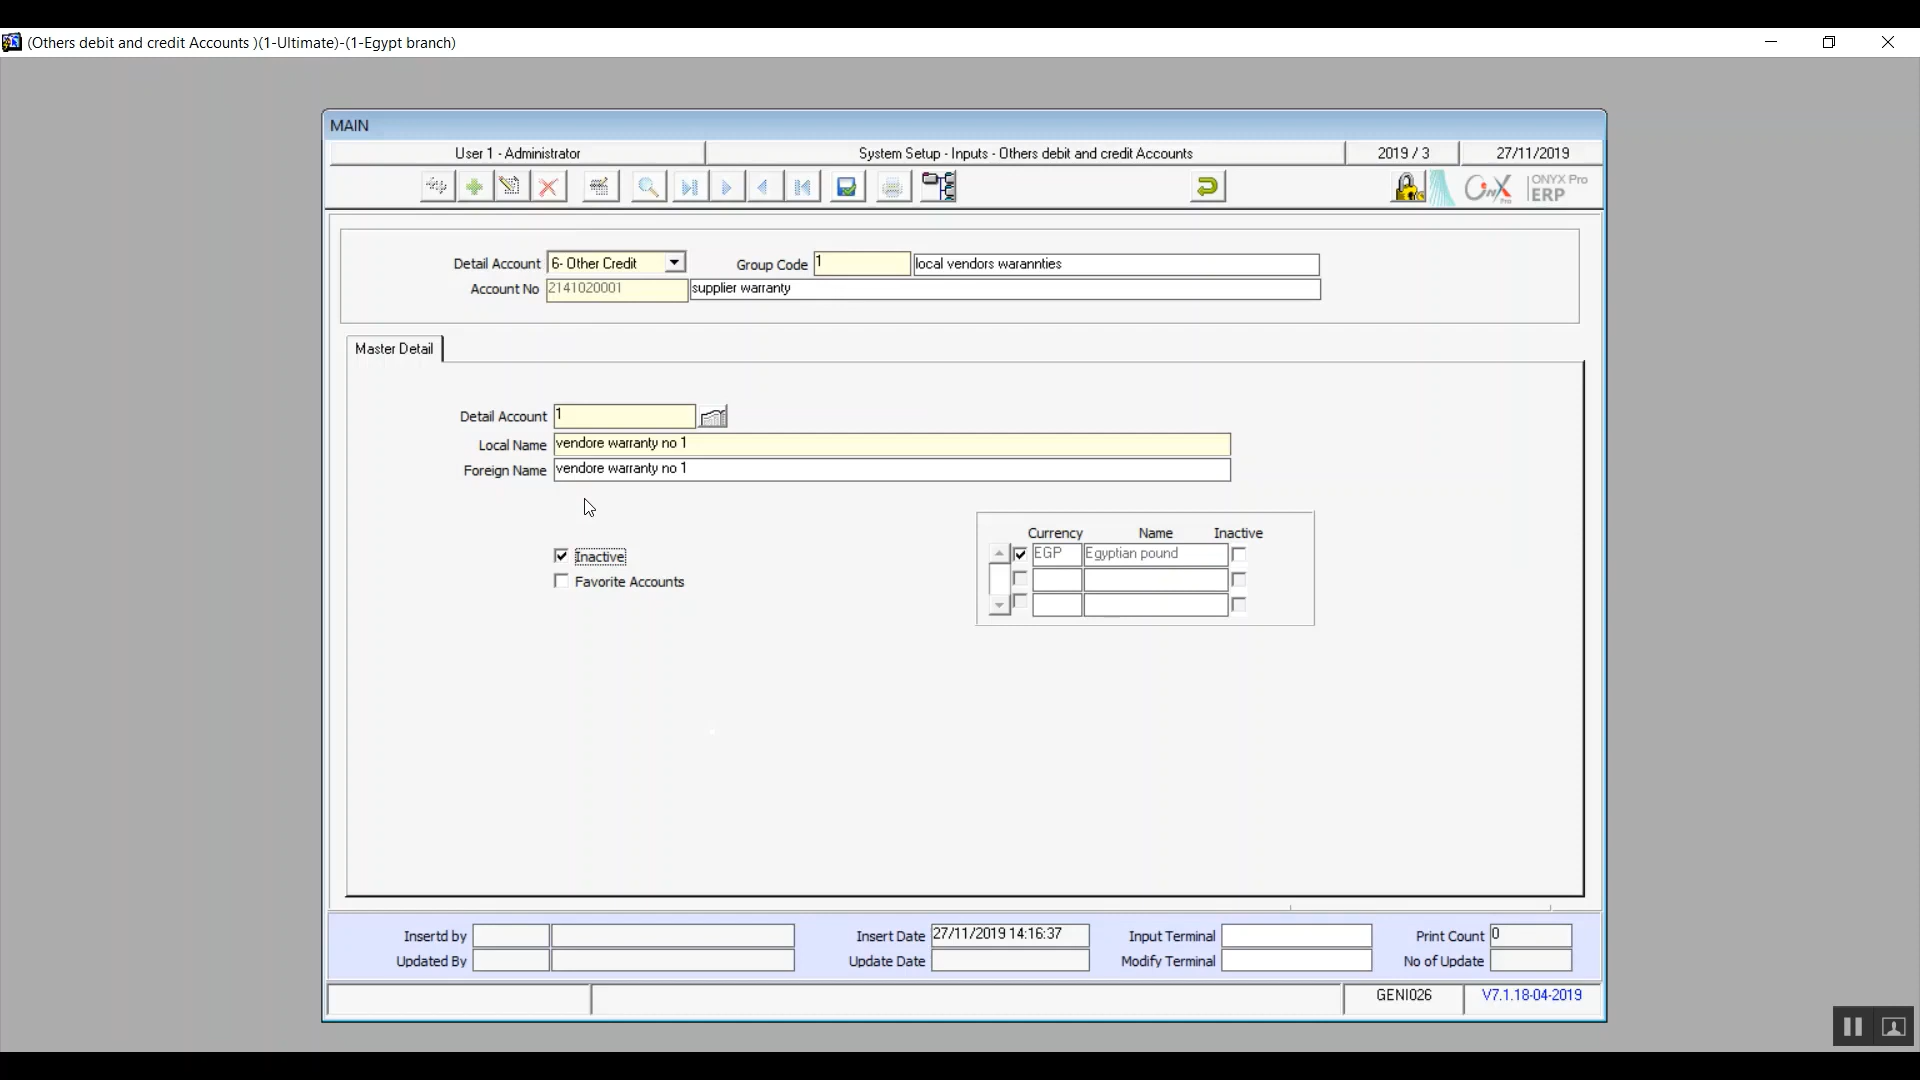 (Others debit and credit Accounts )(1-Ultimate)-(1-Egypt branch)
MAIN
User 1 - Administrator
System Setup - Inputs - Others debit and credit Accounts
2019 / 3
27/11/2019
Onyx Pro
ONYX Pro
ERP
Detail Account 6- Other Credit
Group Code 1 local vendors warannties
Account No 2141020001 supplier warranty
Master Detail
Detail Account 1
Local Name vendore warranty no 1
Foreign Name vendore warranty no 1
Currency Name Inactive
EGP Egyptian pound
Inactive
Favorite Accounts
Insertd by Insert Date 27/11/2019 14:16:37 Input Terminal Print Count 0
Updated By Update Date Modify Terminal No of Update
GENI026
V7.1.18-04-2019